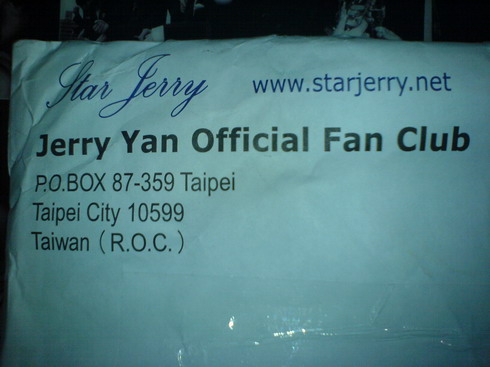 Star Jerry www.starjerry.net
Jerry Yan Official Fan Club
P.O.BOX 87-359 Taipei
Taipei City 10599
Taiwan (R.O.C.)